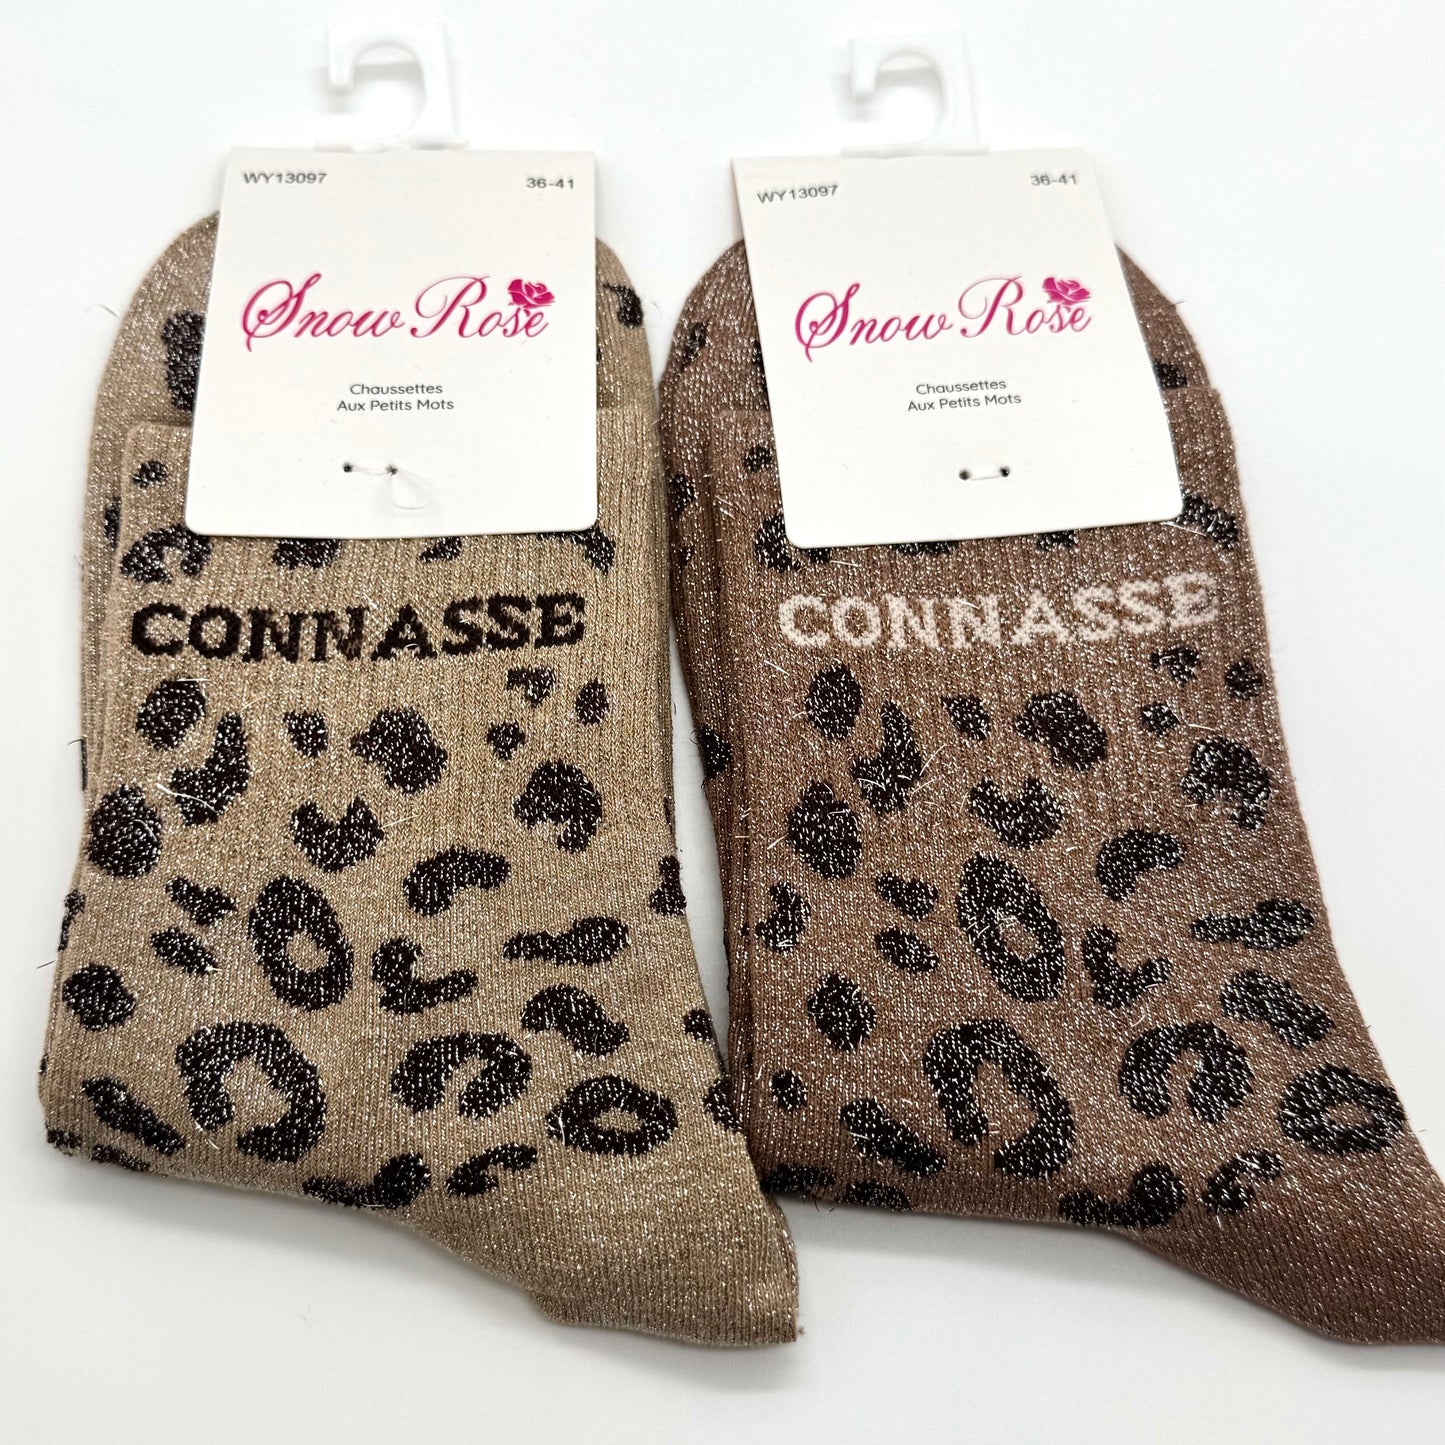 WY13097 36-41
Snow Rose
Chaussettes
Aux Petits Mots
CONNASSE
WY13097 36-41
Snow Rose
Chaussettes
Aux Petits Mots
CONNASSE